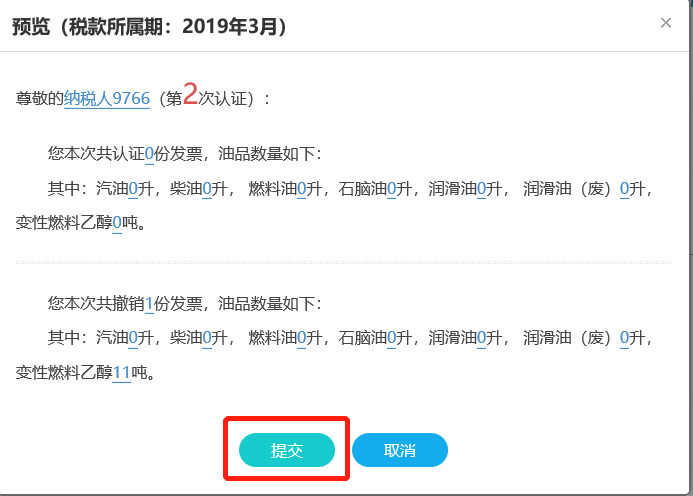 预览（税款所属期：2019年3月）
×
尊敬的纳税人9766（第2次认证）：
您本次共认证0份发票，油品数量如下：
其中：汽油0升，柴油0升， 燃料油0升，石脑油0升，润滑油0升， 润滑油（废）0升，
变性燃料乙醇0吨。
您本次共撤销1份发票，油品数量如下：
其中：汽油0升，柴油0升， 燃料油0升，石脑油0升，润滑油0升， 润滑油（废）0升，
变性燃料乙醇11吨。
提交 取消